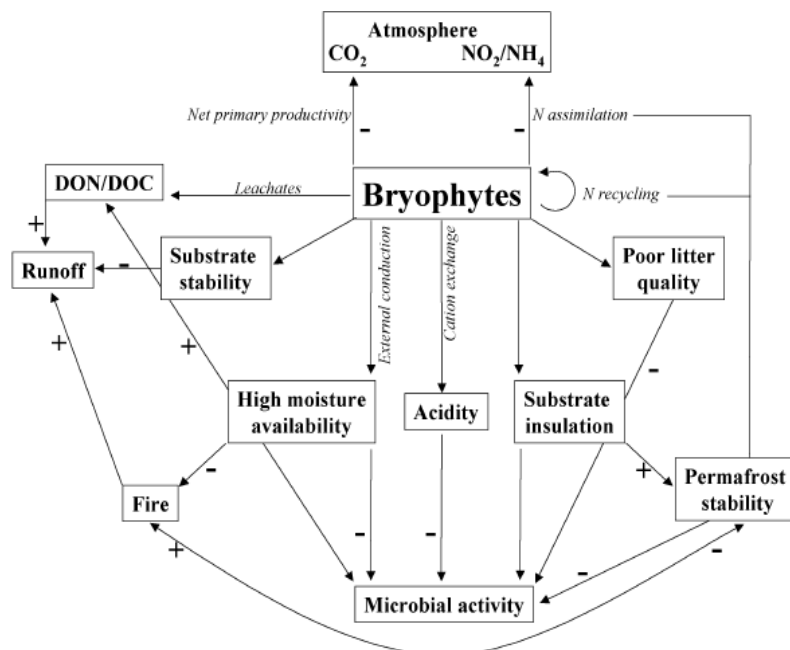 Atmosphere
CO₂ NO₂/NH₄
Net primary productivity
-
-
N assimilation
DON/DOC
Leachates
Bryophytes
N recycling
+
Runoff
-
Substrate
stability
External conduction
Cation exchange
Poor litter
quality
+
+
-
High moisture
availability
Acidity
Substrate
insulation
-
+
Permafrost
stability
Fire
+
-
-
-
-
Microbial activity